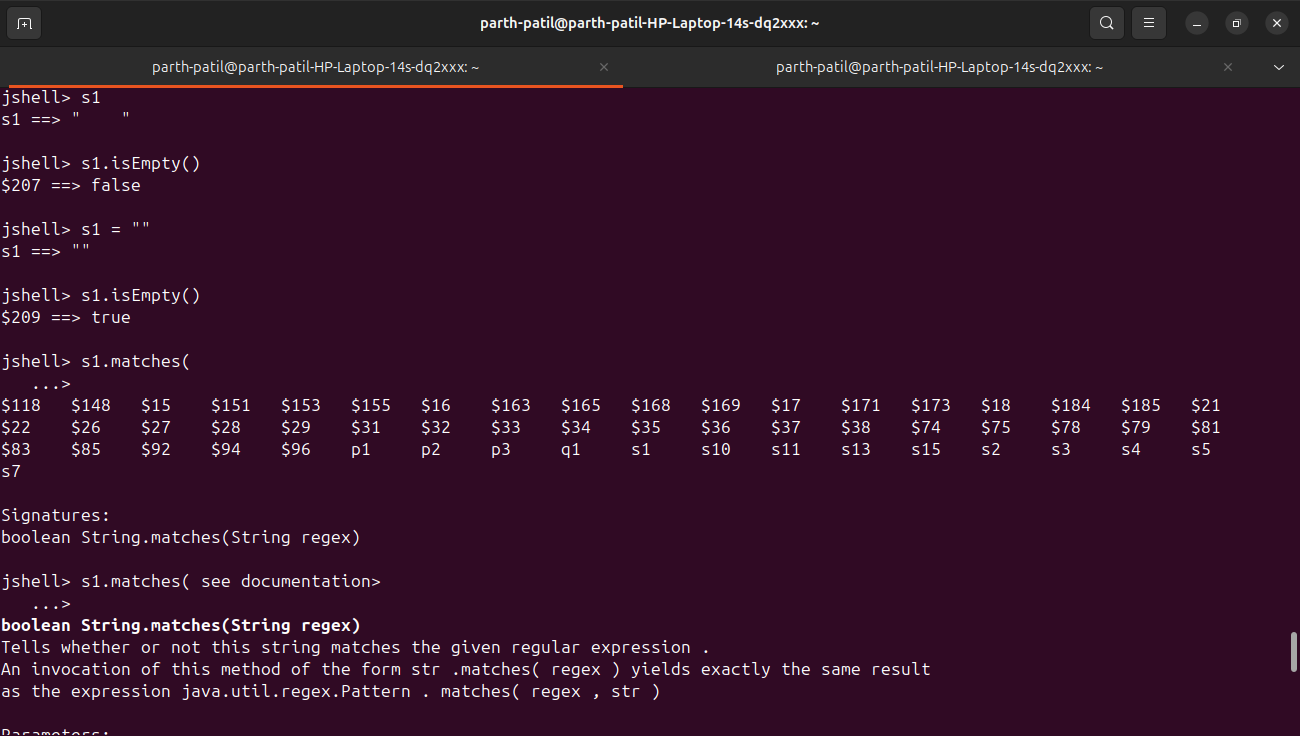 parth-patil@parth-patil-HP-Laptop-14s-dq2xxx: ~
parth-patil@parth-patil-HP-Laptop-14s-dq2xxx: ~ parth-patil@parth-patil-HP-Laptop-14s-dq2xxx: ~
jshell> s1
s1 ==> "    "
jshell> s1.isEmpty()
$207 ==> false
jshell> s1 = ""
s1 ==> ""
jshell> s1.isEmpty()
$209 ==> true
jshell> s1.matches(
   ...>
$118   $148   $15    $151   $153   $155   $16    $163   $165   $168   $169   $17    $171   $173   $18    $184   $185   $21
$22    $26    $27    $28    $29    $31    $32    $33    $34    $35    $36    $37    $38    $74    $75    $78    $79    $81
$83    $85    $92    $94    $96    p1     p2     p3     q1     s1     s10    s11    s13    s15    s2     s3     s4     s5
s7
Signatures:
boolean String.matches(String regex)
jshell> s1.matches( see documentation>
   ...>
boolean String.matches(String regex)
Tells whether or not this string matches the given regular expression .
An invocation of this method of the form str .matches( regex ) yields exactly the same result
as the expression java.util.regex.Pattern . matches( regex , str )
Parameters: